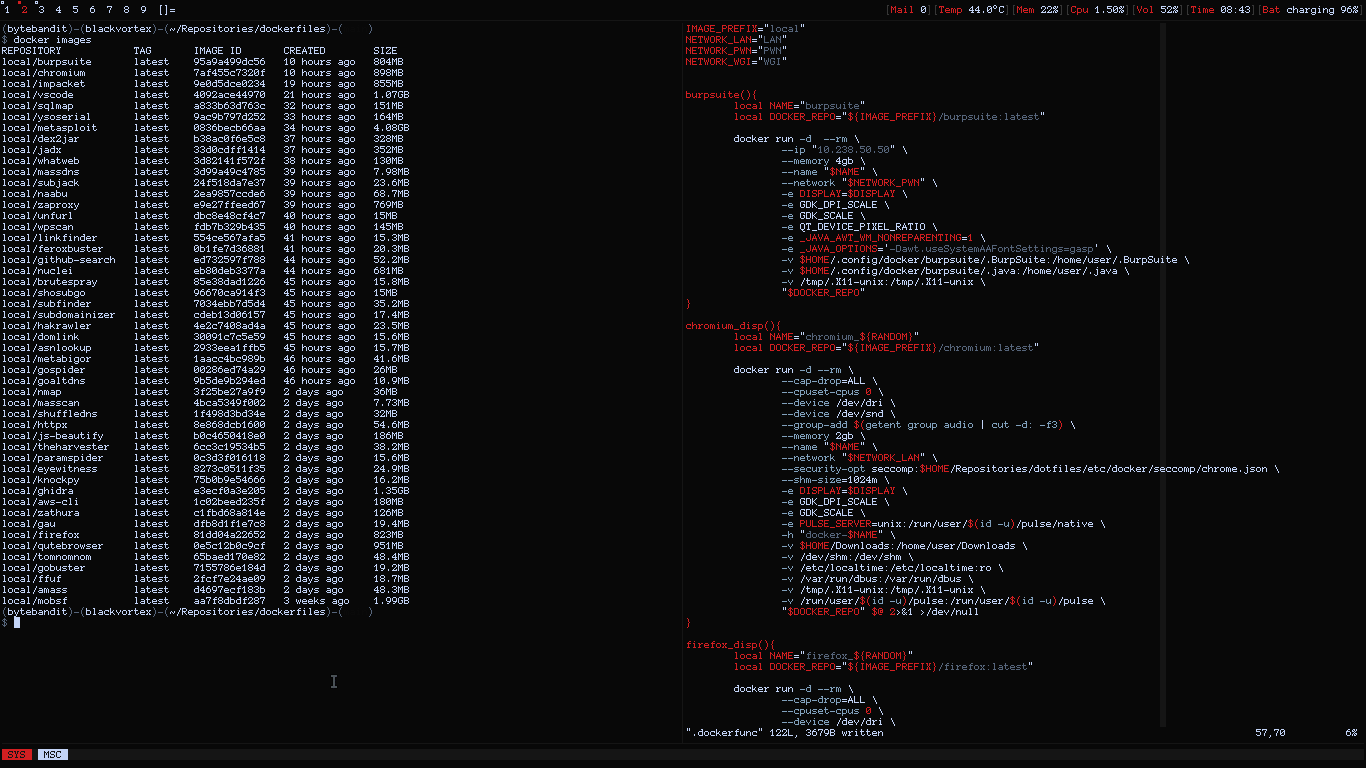 1 2 3 4 5 6 7 8 9 []= [Mail 0][Temp 44.0°C][Mem 22%][Cpu 1.50%][Vol 52%][Time 08:43][Bat charging 96%]
(bytebandit)-(blackvortex)-(~/Repositories/dockerfiles)-( )
$ docker images
REPOSITORY TAG IMAGE ID CREATED SIZE
local/burpsuite latest 95a9a499dc56 10 hours ago 804MB
local/chromium latest 7af455c7320f 10 hours ago 898MB
local/impacket latest 9e0d5dce0234 19 hours ago 855MB
local/vscode latest 4092ace44970 21 hours ago 1.07GB
local/sqlmap latest a833b63d763c 32 hours ago 151MB
local/ysoserial latest 9ac9b797d252 33 hours ago 164MB
local/metasploit latest 0836becb66aa 34 hours ago 4.08GB
local/dex2jar latest b38ac0f6e5c8 37 hours ago 328MB
local/jadx latest 33d0cdff1414 37 hours ago 352MB
local/whatweb latest 3d82141f572f 38 hours ago 130MB
local/massdns latest 3d99a49c4785 39 hours ago 7.98MB
local/subjack latest 24f518da7e37 39 hours ago 23.6MB
local/naabu latest 2ea9857ccde6 39 hours ago 68.7MB
local/zaproxy latest e9e27ffeed67 39 hours ago 769MB
local/unfurl latest dbc8e48cf4c7 40 hours ago 15MB
local/wpscan latest fdb7b329b435 40 hours ago 145MB
local/linkfinder latest 554ce567afa5 41 hours ago 15.3MB
local/feroxbuster latest 0b1fe7d36881 41 hours ago 20.3MB
local/github-search latest ed732597f788 44 hours ago 52.2MB
local/nuclei latest eb80deb3377a 44 hours ago 681MB
local/brutespray latest 85e38dad1226 45 hours ago 15.8MB
local/shosubgo latest 96670ca914f3 45 hours ago 15MB
local/subfinder latest 7034ebb7d5d4 45 hours ago 35.2MB
local/subdomainizer latest cdeb13d06157 45 hours ago 17.4MB
local/hakrawler latest 4e2c7408ad4a 45 hours ago 23.5MB
local/domlink latest 30091c7c5e59 45 hours ago 15.6MB
local/asnlookup latest 2933eea1ffb5 45 hours ago 15.7MB
local/metabigor latest 1aacc4bc989b 46 hours ago 41.6MB
local/gospider latest 00286ed74a29 46 hours ago 26MB
local/goaltdns latest 9b5de9b294ed 46 hours ago 10.9MB
local/nmap latest 3f25be27a9f9 2 days ago 36MB
local/masscan latest 4bca5349f002 2 days ago 7.73MB
local/shuffledns latest 1f498d3bd34e 2 days ago 32MB
local/httpx latest 8e868dcb1600 2 days ago 54.6MB
local/js-beautify latest b0c4650418e0 2 days ago 186MB
local/theharvester latest 6cc3c19534b5 2 days ago 38.2MB
local/paramspider latest 0c3d3f016118 2 days ago 15.6MB
local/eyewitness latest 8273c0511f35 2 days ago 24.9MB
local/knockpy latest 75b0b9e54666 2 days ago 16.2MB
local/ghidra latest e3ecf0a3e205 2 days ago 1.35GB
local/aws-cli latest 1c02beed235f 2 days ago 180MB
local/zathura latest c1fbd68a814e 2 days ago 126MB
local/gau latest dfb8d1f1e7c8 2 days ago 19.4MB
local/firefox latest 81dd04a22652 2 days ago 823MB
local/qutebrowser latest 0e5c12b0c9cf 2 days ago 951MB
local/tomnomnom latest 65baed170e82 2 days ago 48.4MB
local/gobuster latest 7155786e184d 2 days ago 19.2MB
local/ffuf latest 2fcf7e24ae09 2 days ago 18.7MB
local/amass latest d4697ecf183b 2 days ago 48.3MB
local/mobsf latest aa7f8dbdf287 3 weeks ago 1.99GB
(bytebandit)-(blackvortex)-(~/Repositories/dockerfiles)-( )
$
IMAGE_PREFIX="local"
NETWORK_LAN="LAN"
NETWORK_PWN="PWN"
NETWORK_WGI="WGI"
burpsuite(){
local NAME="burpsuite"
local DOCKER_REPO="${IMAGE_PREFIX}/burpsuite:latest"
docker run -d --rm \
--ip "10.238.50.50" \
--memory 4gb \
--name "$NAME" \
--network "$NETWORK_PWN" \
-e DISPLAY=$DISPLAY \
-e GDK_DPI_SCALE \
-e GDK_SCALE \
-e QT_DEVICE_PIXEL_RATIO \
-e _JAVA_AWT_WM_NONREPARENTING=1 \
-e _JAVA_OPTIONS='-Dawt.useSystemAAFontSettings=gasp' \
-v $HOME/.config/docker/burpsuite/.BurpSuite:/home/user/.BurpSuite \
-v $HOME/.config/docker/burpsuite/.java:/home/user/.java \
-v /tmp/.X11-unix:/tmp/.X11-unix \
"$DOCKER_REPO"
}
chromium_disp(){
local NAME="chromium_${RANDOM}"
local DOCKER_REPO="${IMAGE_PREFIX}/chromium:latest"
docker run -d --rm \
--cap-drop=ALL \
--cpuset-cpus 0 \
--device /dev/dri \
--device /dev/snd \
--group-add $(getent group audio | cut -d: -f3) \
--memory 2gb \
--name "$NAME" \
--network "$NETWORK_LAN" \
--security-opt seccomp:$HOME/Repositories/dotfiles/etc/docker/seccomp/chrome.json \
--shm-size=1024m \
-e DISPLAY=$DISPLAY \
-e GDK_DPI_SCALE \
-e GDK_SCALE \
-e PULSE_SERVER=unix:/run/user/$(id -u)/pulse/native \
-h "docker-$NAME" \
-v $HOME/Downloads:/home/user/Downloads \
-v /dev/shm:/dev/shm \
-v /etc/localtime:/etc/localtime:ro \
-v /var/run/dbus:/var/run/dbus \
-v /tmp/.X11-unix:/tmp/.X11-unix \
-v /run/user/$(id -u)/pulse:/run/user/$(id -u)/pulse \
"$DOCKER_REPO" $@ 2>&1 >/dev/null
}
firefox_disp(){
local NAME="firefox_${RANDOM}"
local DOCKER_REPO="${IMAGE_PREFIX}/firefox:latest"
docker run -d --rm \
--cap-drop=ALL \
--cpuset-cpus 0 \
--device /dev/dri \
".dockerfunc" 122L, 3679B written 57,70 6%
SYS MSC